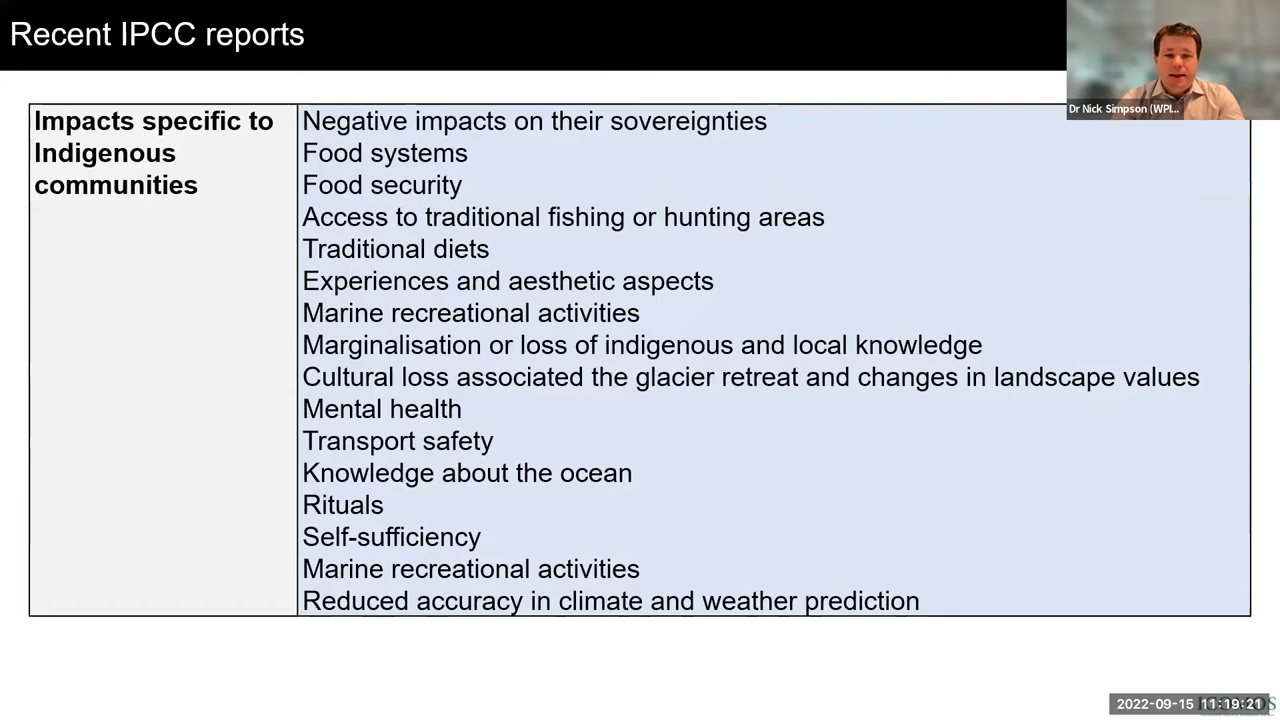 Recent IPCC reports
Dr Nick Simpson (WPI...
Impacts specific to
Indigenous
communities
Negative impacts on their sovereignties
Food systems
Food security
Access to traditional fishing or hunting areas
Traditional diets
Experiences and aesthetic aspects
Marine recreational activities
Marginalisation or loss of indigenous and local knowledge
Cultural loss associated the glacier retreat and changes in landscape values
Mental health
Transport safety
Knowledge about the ocean
Rituals
Self-sufficiency
Marine recreational activities
Reduced accuracy in climate and weather prediction
2022-09-15 11:19:21